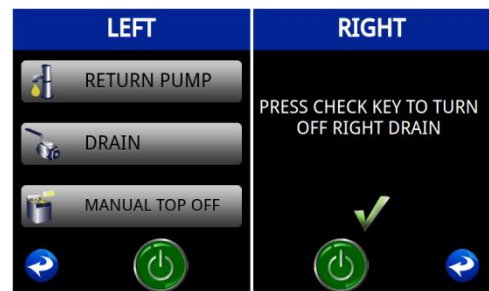 LEFT
RETURN PUMP
DRAIN
MANUAL TOP OFF
RIGHT
PRESS CHECK KEY TO TURN
OFF RIGHT DRAIN